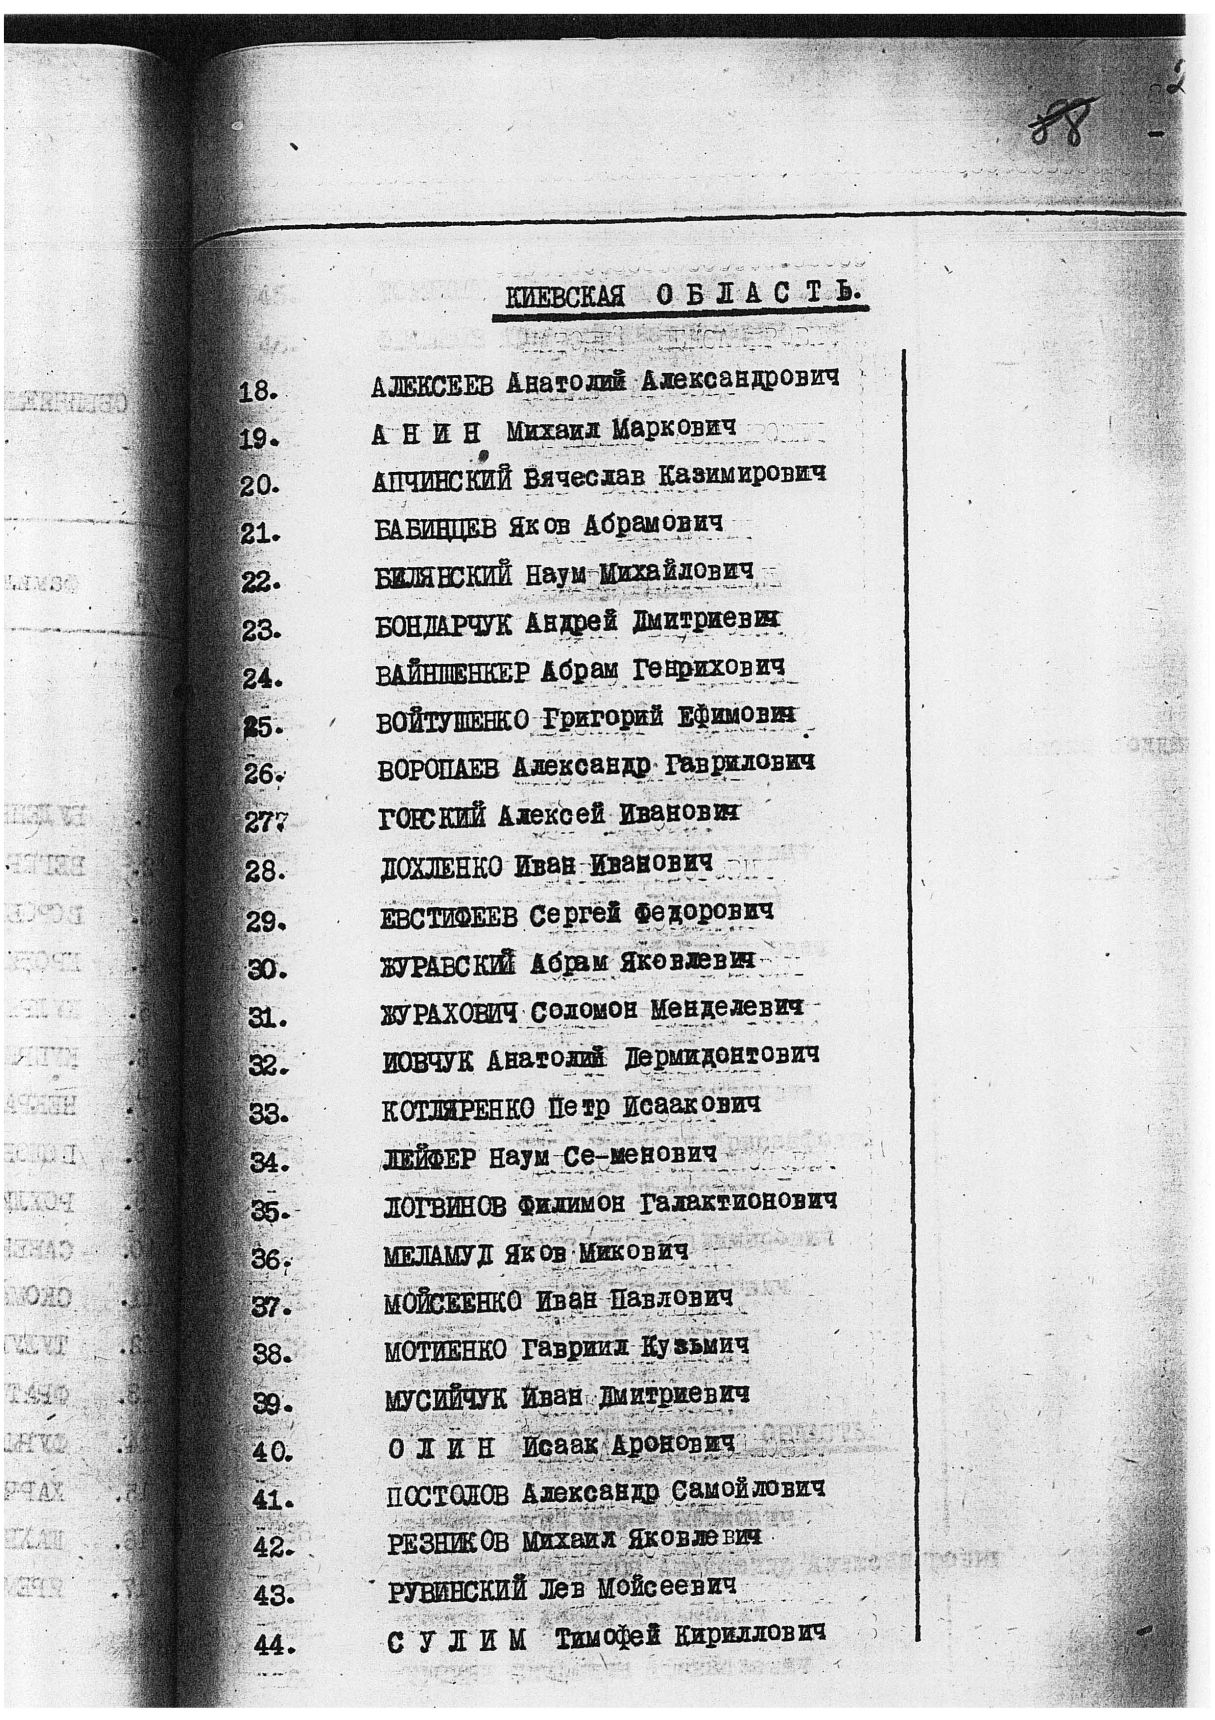 88
КИЕВСКАЯ О Б Л А С Т Ь.
18. АЛЕКСЕЕВ Анатолий Александрович
19. А Н И Н Михаил Маркович
20. АПЧИНСКИЙ Вячеслав Казимирович
21. БАБИНЦЕВ Яков Абрамович
22. БИЛЯНСКИЙ Наум Михайлович
23. БОНДАРЧУК Андрей Дмитриевич
24. ВАЙНШЕНКЕР Абрам Генрихович
25. ВОЙТУШЕНКО Григорий Ефимович
26. ВОРОПАЕВ Александр Гаврилович
277 ГОРСКИЙ Алексей Иванович
28. ДОХЛЕНКО Иван Иванович
29. ЕВСТИФЕЕВ Сергей Федорович
30. ЖУРАВСКИЙ Абрам Яковлевич
31. ЖУРАХОВИЧ Соломон Менделевич
32. ИОВЧУК Анатолий Дермидонтович
33. КОТЛЯРЕНКО Петр Исаакович
34. ЛЕЙФЕР Наум Се-менович
35. ЛОГВИНОВ Филимон Галактионович
36. МЕЛАМУД Яков Микович
37. МОЙСЕЕНКО Иван Павлович
38. МОТИЕНКО Гавриил Кузьмич
39. МУСИЙЧУК Иван Дмитриевич
40. О Л И Н Исаак Аронович
41. ПОСТОЛОВ Александр Самойлович
42. РЕЗНИКОВ Михаил Яковлевич
43. РУВИНСКИЙ Лев Мойсеевич
44. С У Л И М Тимофей Кириллович